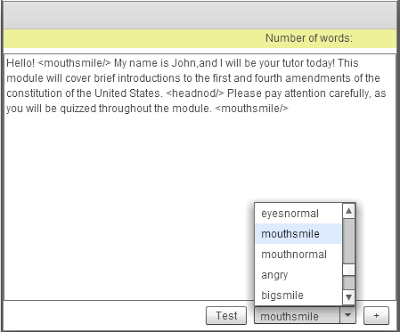 Number of words:
Hello! <mouthsmile/> My name is John,and I will be your tutor today! This
module will cover brief introductions to the first and fourth amendments of the
constitution of the United States. <headnod/> Please pay attention carefully, as
you will be quizzed throughout the module. <mouthsmile/>
eyesnormal
mouthsmile
mouthnormal
angry
bigsmile
Test mouthsmile +